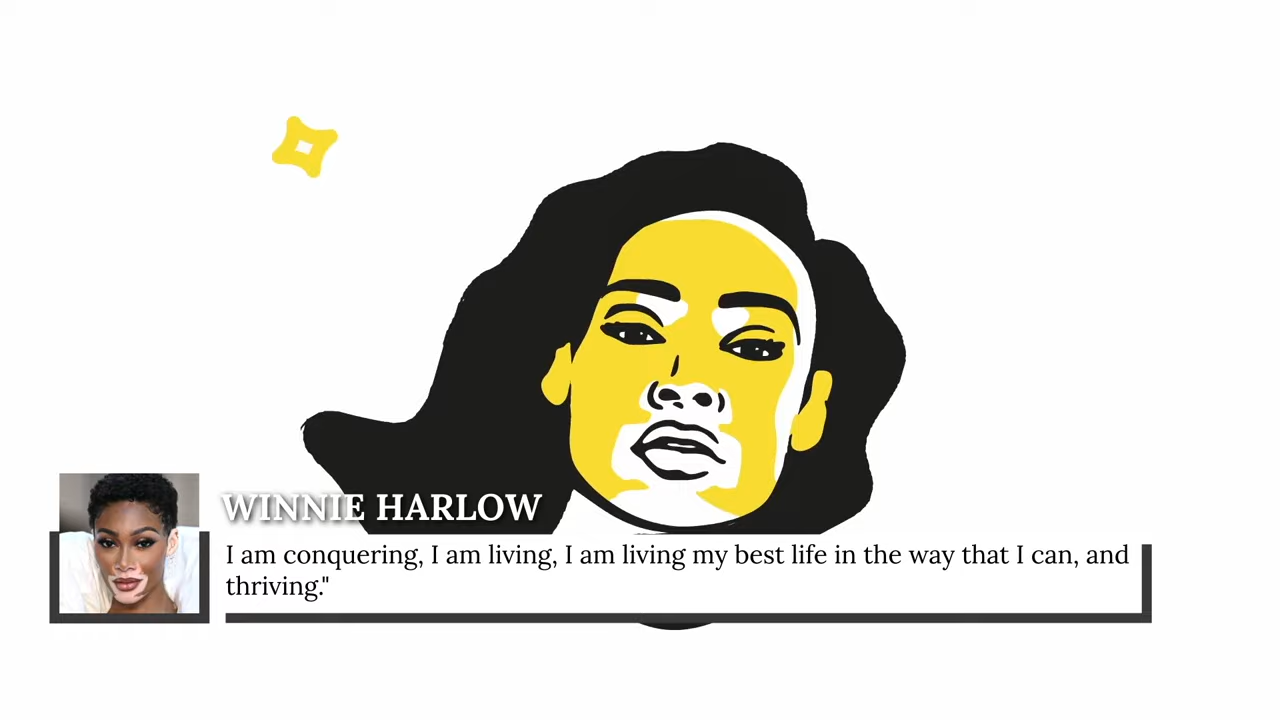 WINNIE HARLOW
I am conquering, I am living, I am living my best life in the way that I can, and
thriving."